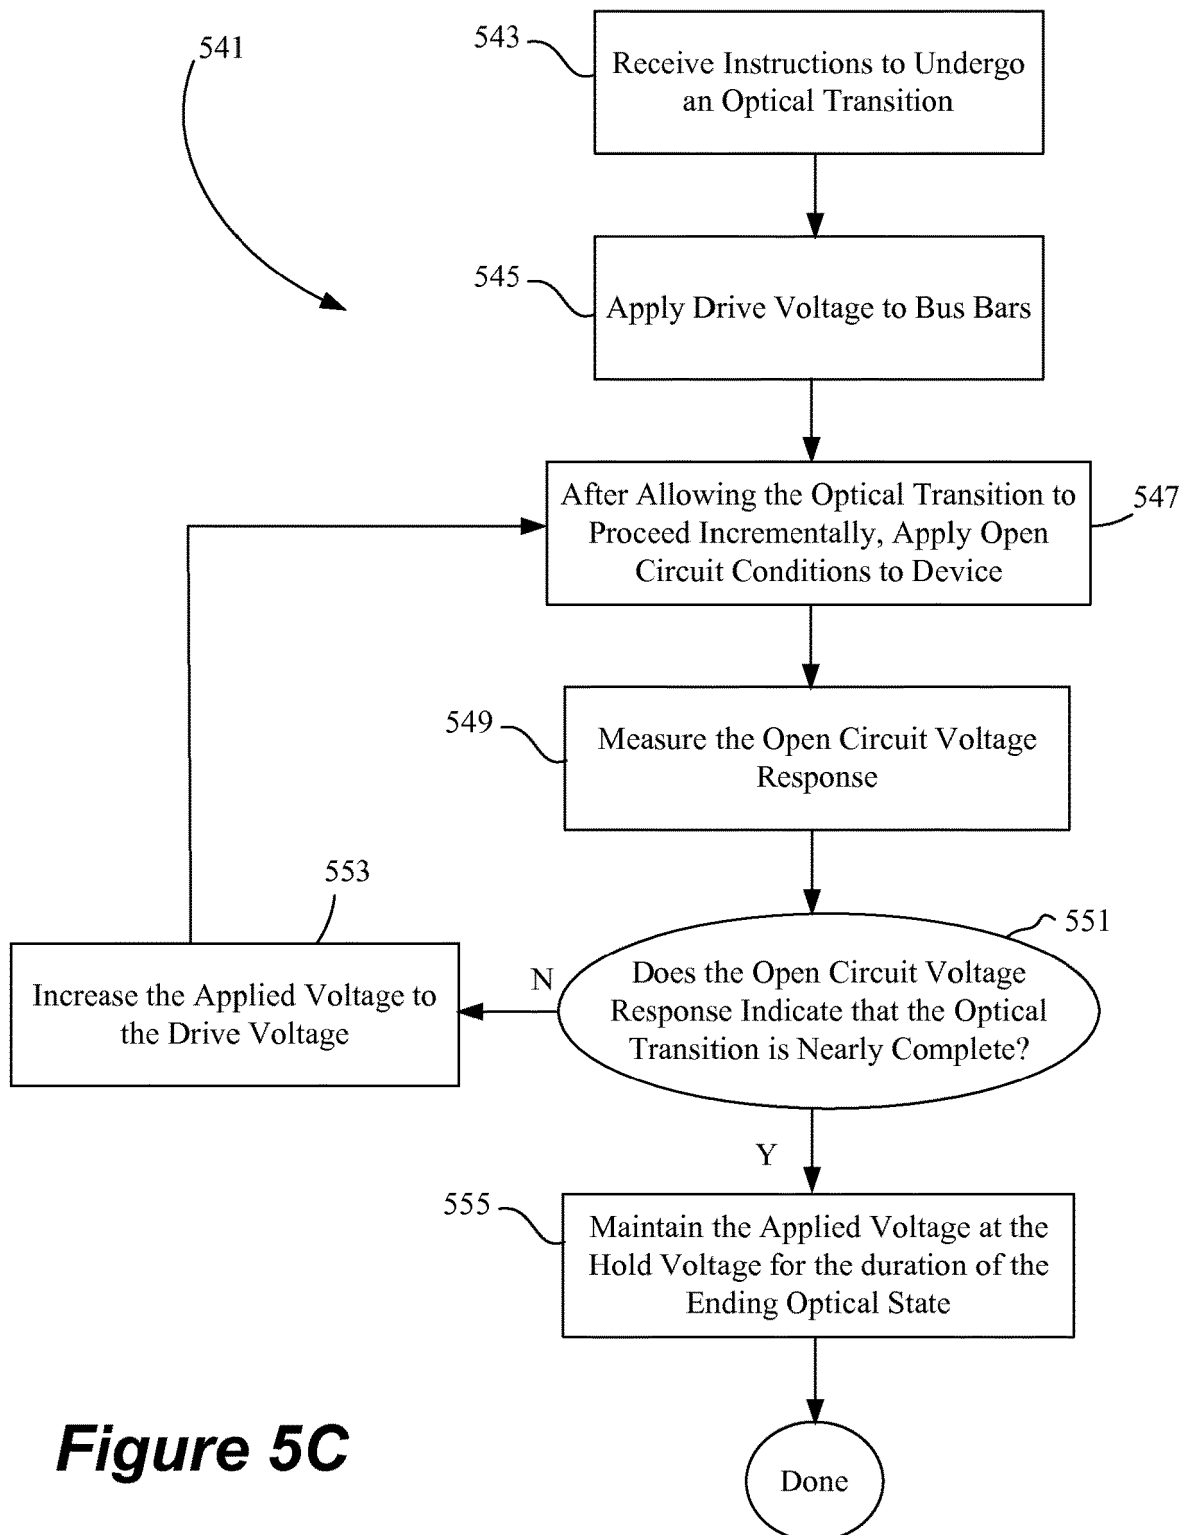 541
543
Receive Instructions to Undergo
an Optical Transition
545
Apply Drive Voltage to Bus Bars
547
After Allowing the Optical Transition to
Proceed Incrementally, Apply Open
Circuit Conditions to Device
549
Measure the Open Circuit Voltage
Response
551
Does the Open Circuit Voltage
Response Indicate that the Optical
Transition is Nearly Complete?
N
553
Increase the Applied Voltage to
the Drive Voltage
Y
555
Maintain the Applied Voltage at the
Hold Voltage for the duration of the
Ending Optical State
Done
Figure 5C